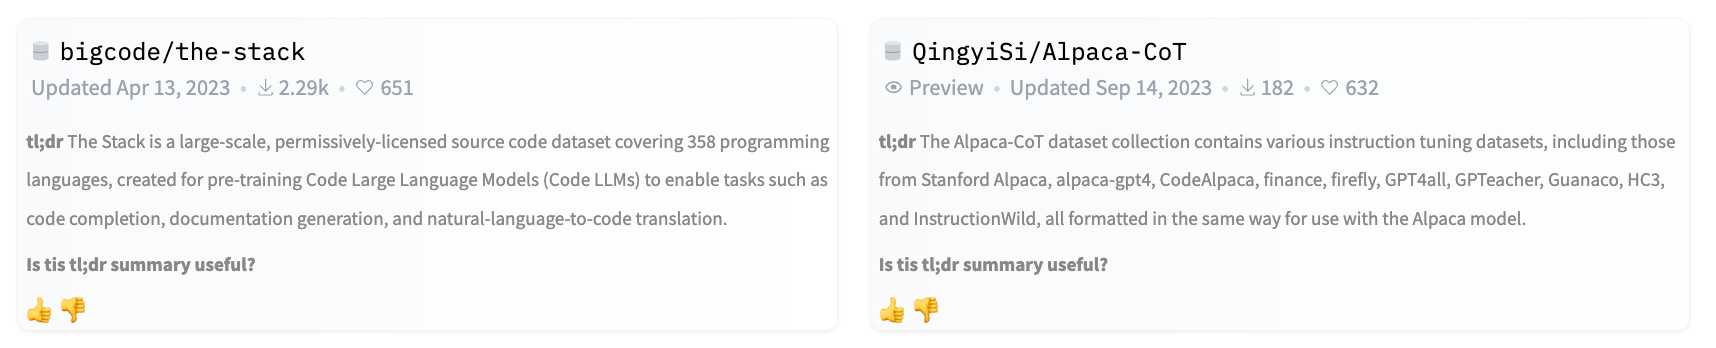 bigcode/the-stack
Updated Apr 13, 2023 • 2.29k • 651
tl;dr The Stack is a large-scale, permissively-licensed source code dataset covering 358 programming
languages, created for pre-training Code Large Language Models (Code LLMs) to enable tasks such as
code completion, documentation generation, and natural-language-to-code translation.
Is tis tl;dr summary useful?
QingyiSi/Alpaca-CoT
Preview • Updated Sep 14, 2023 • 182 • 632
tl;dr The Alpaca-CoT dataset collection contains various instruction tuning datasets, including those
from Stanford Alpaca, alpaca-gpt4, CodeAlpaca, finance, firefly, GPT4all, GPTeacher, Guanaco, HC3,
and InstructionWild, all formatted in the same way for use with the Alpaca model.
Is tis tl;dr summary useful?